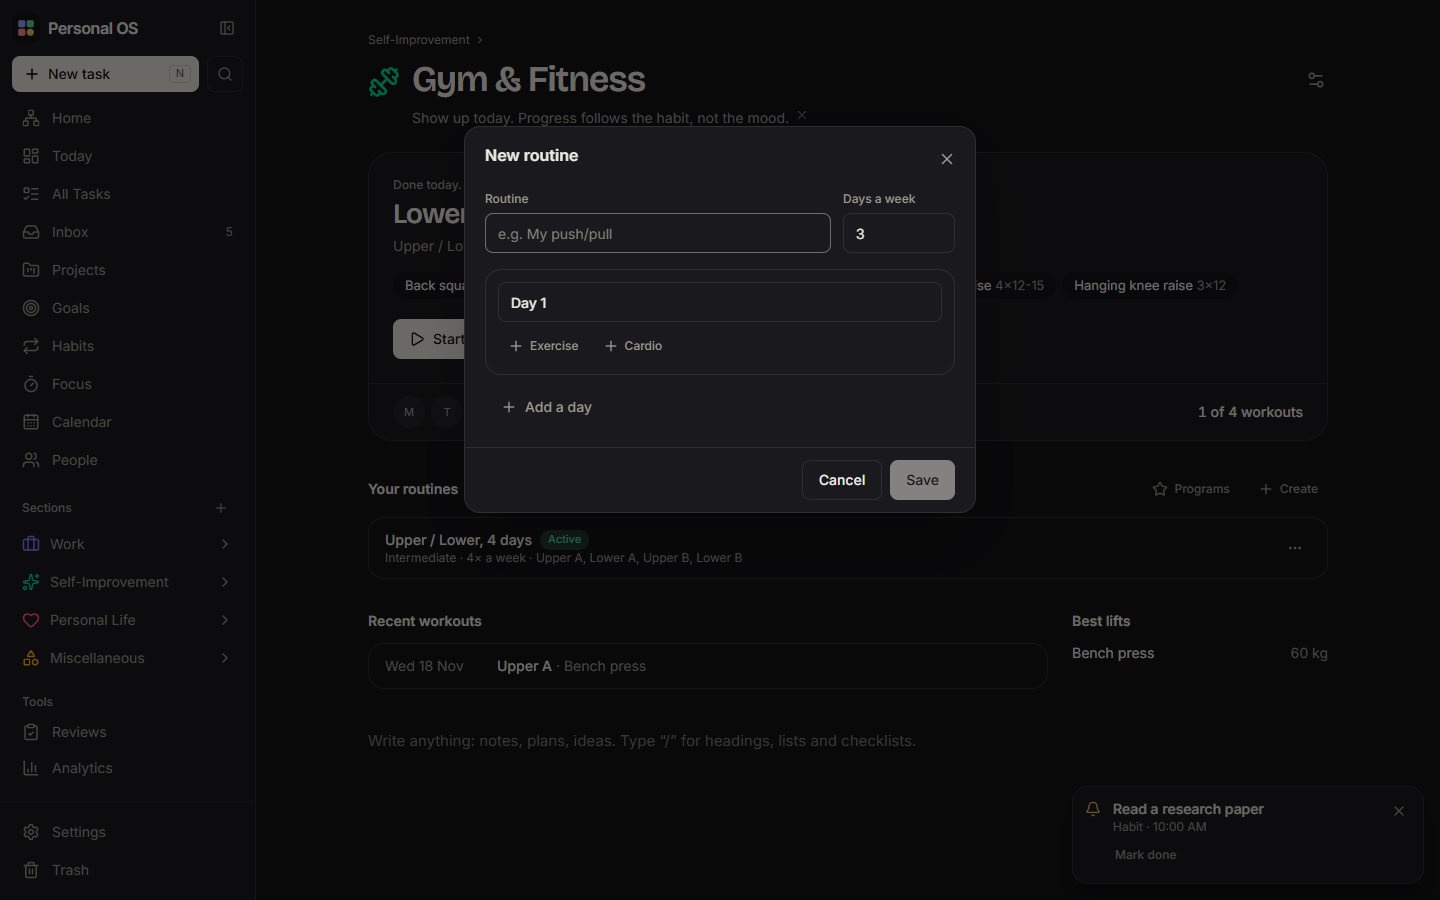 Personal OS
New task N
Home
Today
All Tasks
Inbox 5
Projects
Goals
Habits
Focus
Calendar
People
Sections
Work
Self-Improvement
Personal Life
Miscellaneous
Tools
Reviews
Analytics
Settings
Trash
Self-Improvement
Gym & Fitness
Show up today. Progress follows the habit, not the mood.
Done today.
Lower
Upper / Lo
Back squa
se 4×12-15
Hanging knee raise 3×12
Start
M T
1 of 4 workouts
New routine
Routine
Days a week
e.g. My push/pull
3
Day 1
Exercise
Cardio
Add a day
Cancel
Save
Your routines
Programs
Create
Upper / Lower, 4 days Active
Intermediate · 4× a week · Upper A, Lower A, Upper B, Lower B
Recent workouts
Wed 18 Nov Upper A · Bench press
Best lifts
Bench press 60 kg
Write anything: notes, plans, ideas. Type “/” for headings, lists and checklists.
Read a research paper
Habit · 10:00 AM
Mark done